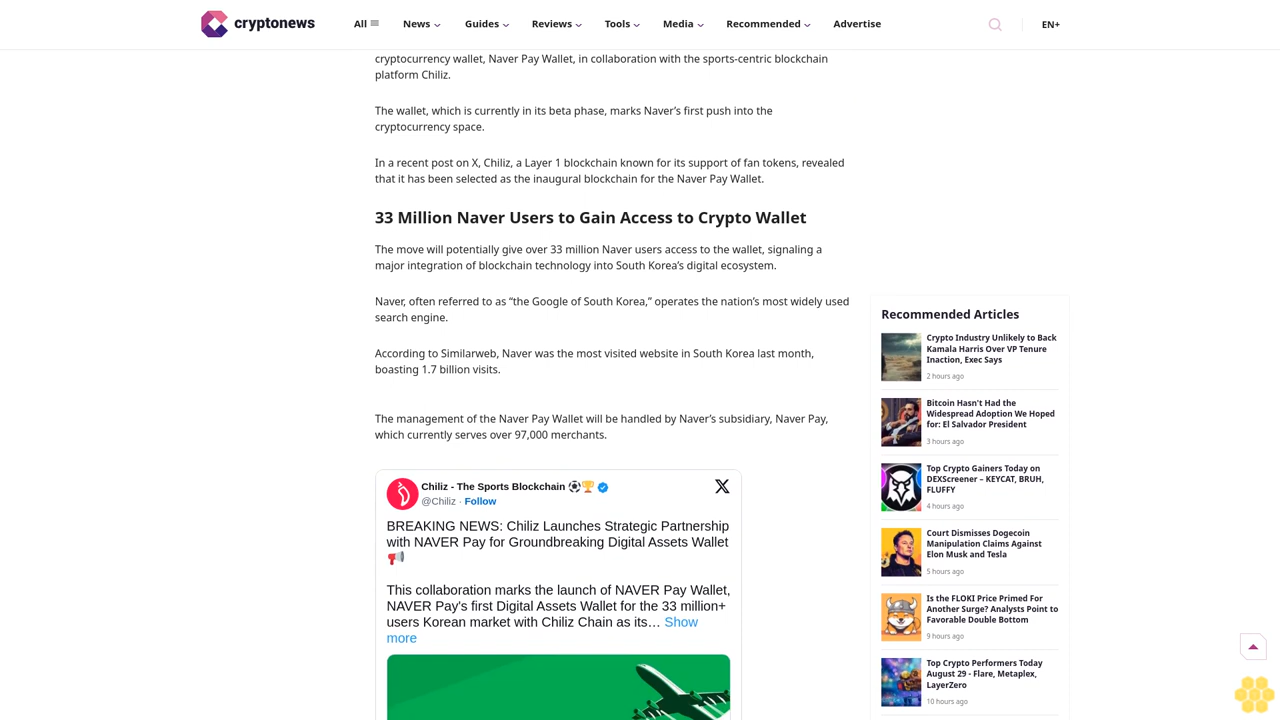 cryptonews
All
News
Guides
Reviews
Tools
Media
Recommended
Advertise
EN+
cryptocurrency wallet, Naver Pay Wallet, in collaboration with the sports-centric blockchain
platform Chiliz.
The wallet, which is currently in its beta phase, marks Naver’s first push into the
cryptocurrency space.
In a recent post on X, Chiliz, a Layer 1 blockchain known for its support of fan tokens, revealed
that it has been selected as the inaugural blockchain for the Naver Pay Wallet.
33 Million Naver Users to Gain Access to Crypto Wallet
The move will potentially give over 33 million Naver users access to the wallet, signaling a
major integration of blockchain technology into South Korea’s digital ecosystem.
Naver, often referred to as “the Google of South Korea,” operates the nation’s most widely used
search engine.
According to Similarweb, Naver was the most visited website in South Korea last month,
boasting 1.7 billion visits.
The management of the Naver Pay Wallet will be handled by Naver’s subsidiary, Naver Pay,
which currently serves over 97,000 merchants.
Chiliz - The Sports Blockchain ⚽🏆
@Chiliz · Follow
BREAKING NEWS: Chiliz Launches Strategic Partnership
with NAVER Pay for Groundbreaking Digital Assets Wallet
📢
This collaboration marks the launch of NAVER Pay Wallet,
NAVER Pay's first Digital Assets Wallet for the 33 million+
users Korean market with Chiliz Chain as its… Show
more
Recommended Articles
Crypto Industry Unlikely to Back
Kamala Harris Over VP Tenure
Inaction, Exec Says
2 hours ago
Bitcoin Hasn't Had the
Widespread Adoption We Hoped
for: El Salvador President
3 hours ago
Top Crypto Gainers Today on
DEXScreener – KEYCAT, BRUH,
FLUFFY
4 hours ago
Court Dismisses Dogecoin
Manipulation Claims Against
Elon Musk and Tesla
5 hours ago
Is the FLOKI Price Primed For
Another Surge? Analysts Point to
Favorable Double Bottom
9 hours ago
Top Crypto Performers Today
August 29 - Flare, Metaplex,
LayerZero
10 hours ago